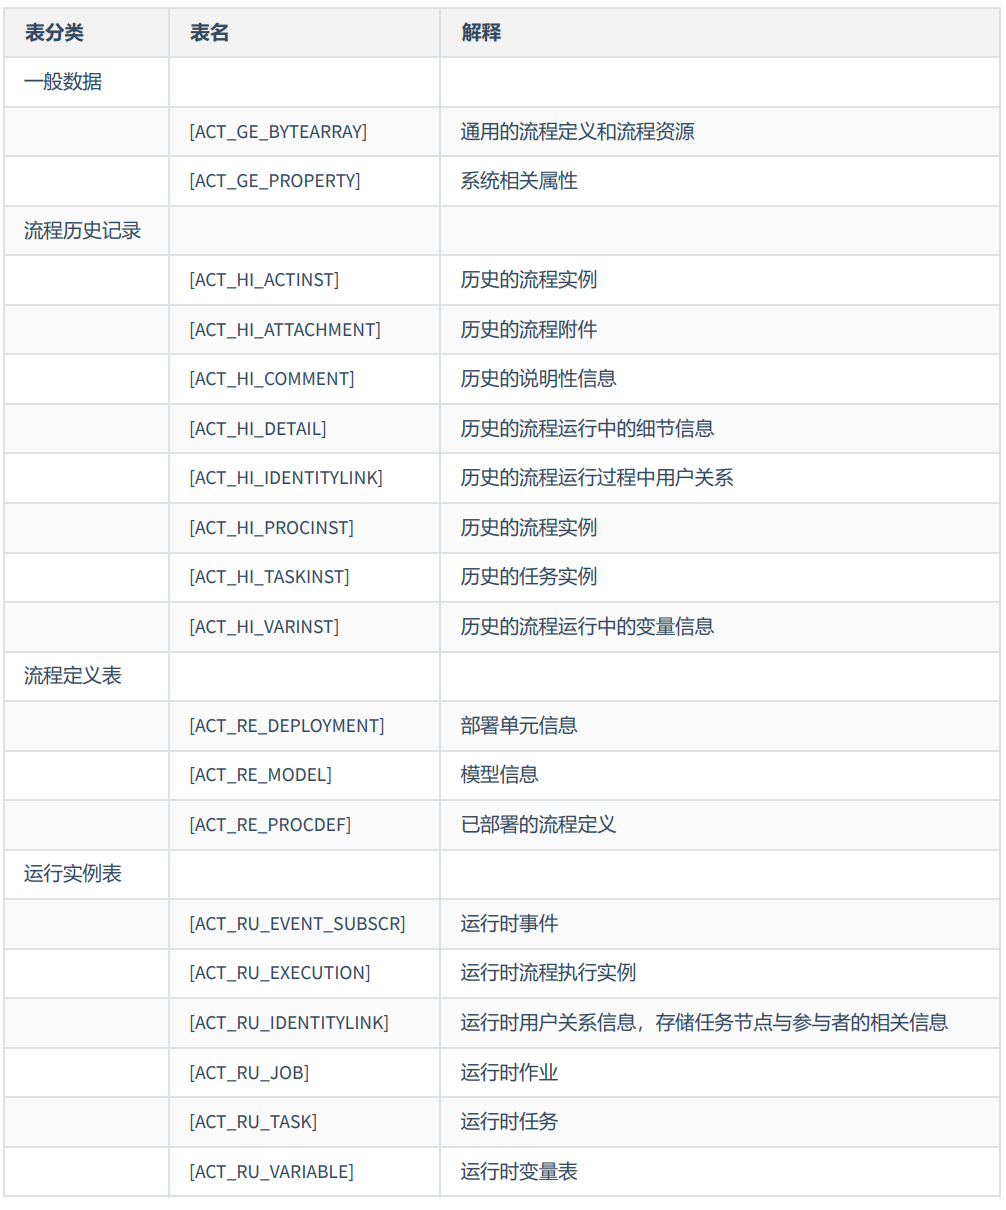 表分类 表名 解释
一般数据
[ACT_GE_BYTEARRAY] 通用的流程定义和流程资源
[ACT_GE_PROPERTY] 系统相关属性
流程历史记录
[ACT_HI_ACTINST] 历史的流程实例
[ACT_HI_ATTACHMENT] 历史的流程附件
[ACT_HI_COMMENT] 历史的说明性信息
[ACT_HI_DETAIL] 历史的流程运行中的细节信息
[ACT_HI_IDENTITYLINK] 历史的流程运行过程中用户关系
[ACT_HI_PROCINST] 历史的流程实例
[ACT_HI_TASKINST] 历史的任务实例
[ACT_HI_VARINST] 历史的流程运行中的变量信息
流程定义表
[ACT_RE_DEPLOYMENT] 部署单元信息
[ACT_RE_MODEL] 模型信息
[ACT_RE_PROCDEF] 已部署的流程定义
运行实例表
[ACT_RU_EVENT_SUBSCR] 运行时事件
[ACT_RU_EXECUTION] 运行时流程执行实例
[ACT_RU_IDENTITYLINK] 运行时用户关系信息，存储任务节点与参与者的相关信息
[ACT_RU_JOB] 运行时作业
[ACT_RU_TASK] 运行时任务
[ACT_RU_VARIABLE] 运行时变量表